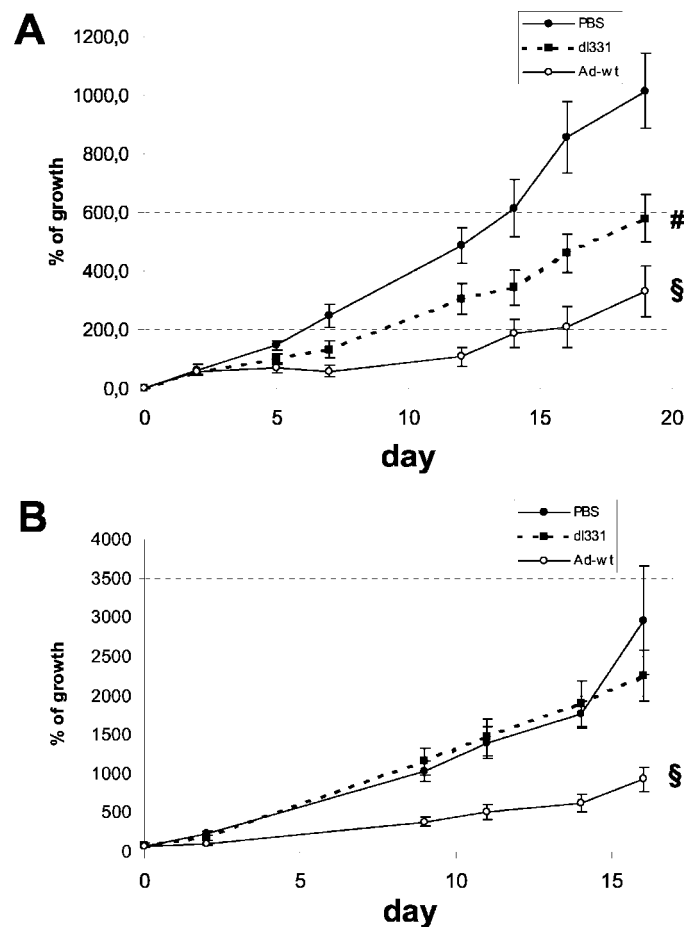 A
PBS
dl331
Ad-wt
1200,0
1000,0
800,0
600,0
400,0
200,0
0,0
% of growth
#
§
0 5 10 15 20
day
B
PBS
dl331
Ad-wt
4000
3500
3000
2500
2000
1500
1000
500
0
% of growth
§
0 5 10 15
day